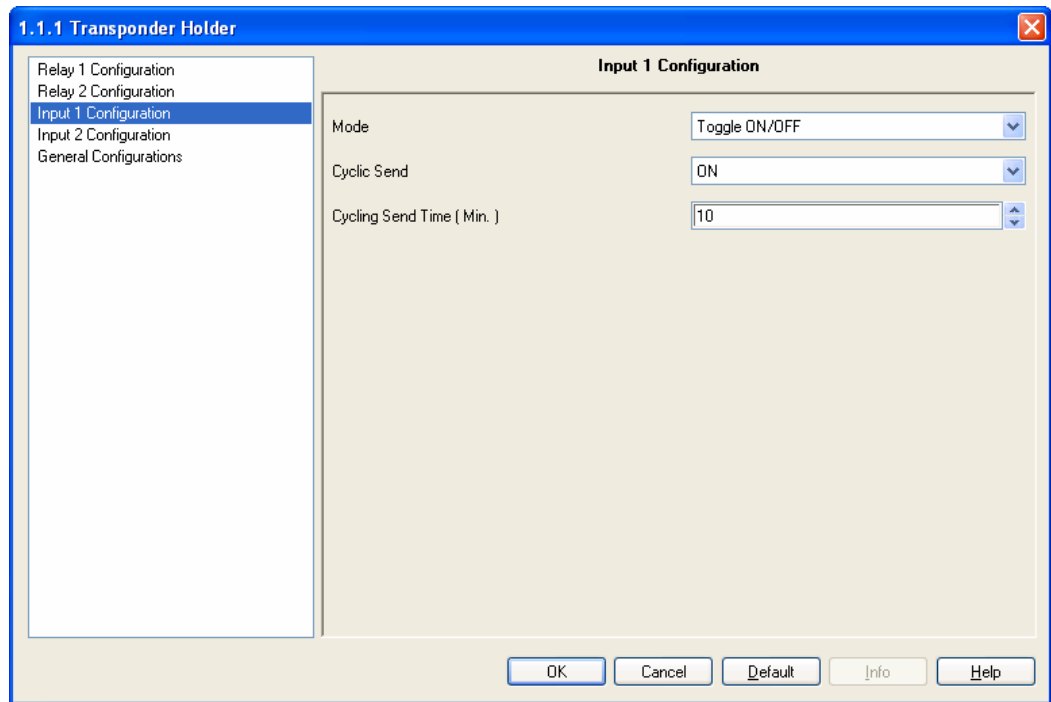 1.1.1 Transponder Holder
Relay 1 Configuration
Relay 2 Configuration
Input 1 Configuration
Input 2 Configuration
General Configurations
Input 1 Configuration
Mode
Toggle ON/OFF
Cyclic Send
ON
Cycling Send Time ( Min. )
10
OK
Cancel
Default
Info
Help